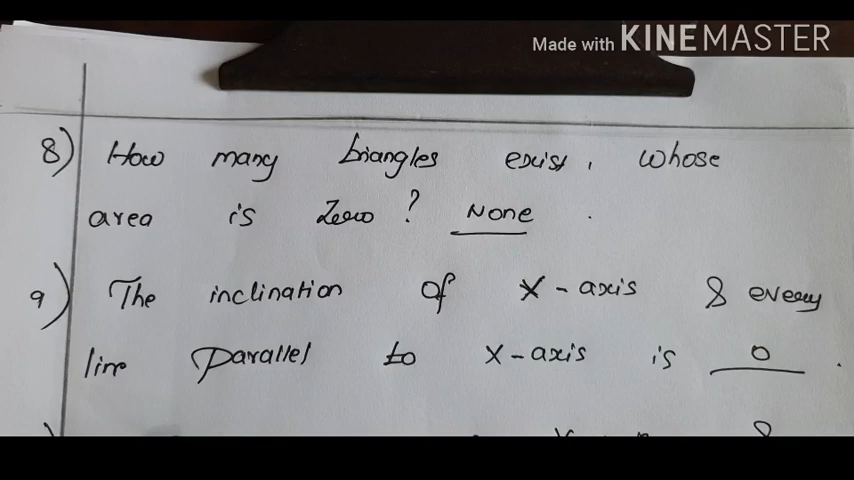 Made with KINEMASTER
8) How many triangles exist, whose
area is Zero? None.
9) The inclination of X-axis & every
line parallel to X-axis is 0.